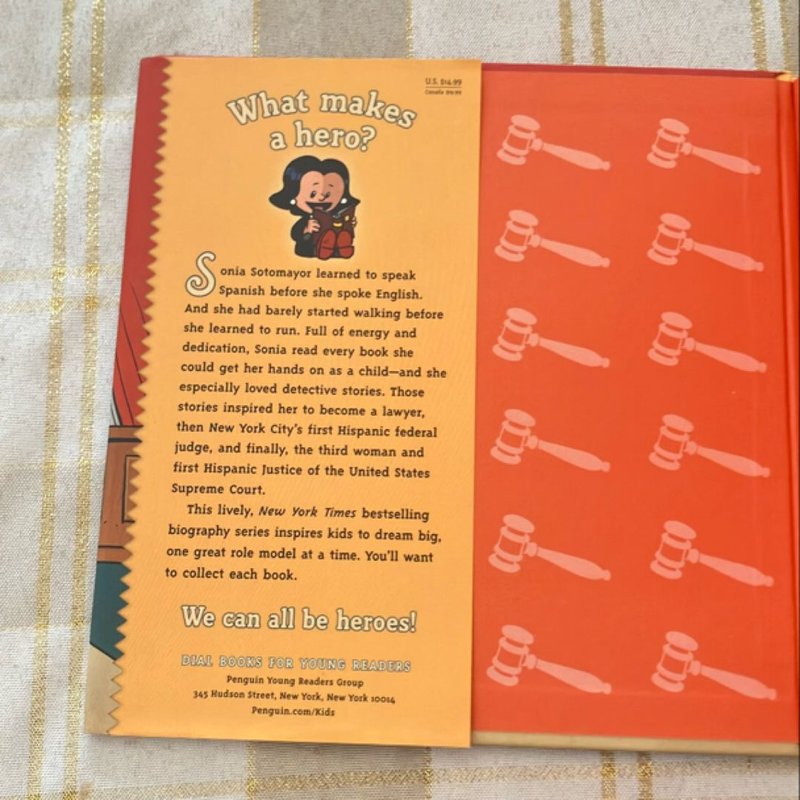 U.S. $14.99
What makes
a hero?
Sonia Sotomayor learned to speak
Spanish before she spoke English.
And she had barely started walking before
she learned to run. Full of energy and
dedication, Sonia read every book she
could get her hands on as a child—and she
especially loved detective stories. Those
stories inspired her to become a lawyer,
then New York City's first Hispanic federal
judge, and finally, the third woman and
first Hispanic Justice of the United States
Supreme Court.
This lively, New York Times bestselling
biography series inspires kids to dream big,
one great role model at a time. You'll want
to collect each book.
We can all be heroes!
DIAL BOOKS FOR YOUNG READERS
Penguin Young Readers Group
345 Hudson Street, New York, New York 10014
Penguin.com/Kids